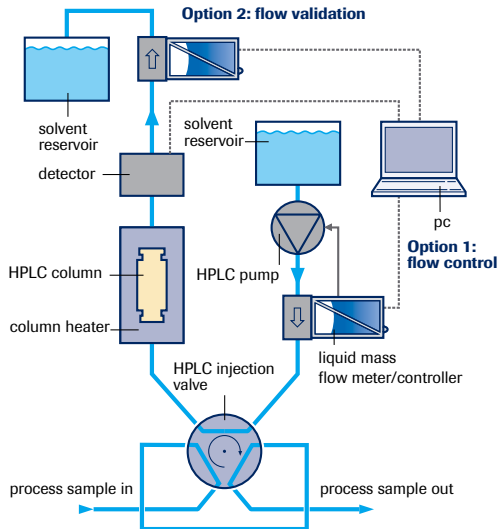 Option 2: flow validation
solvent
reservoir
solvent
reservoir
detector
pc
Option 1:
flow control
HPLC column
HPLC pump
column heater
liquid mass
flow meter/controller
HPLC injection
valve
process sample in
process sample out